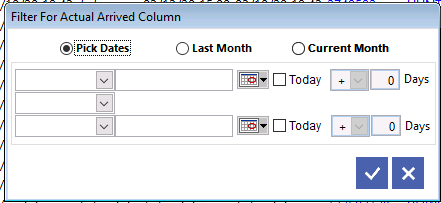 Filter For Actual Arrived Column
Pick Dates Last Month Current Month
Today + 0 Days
Today + 0 Days